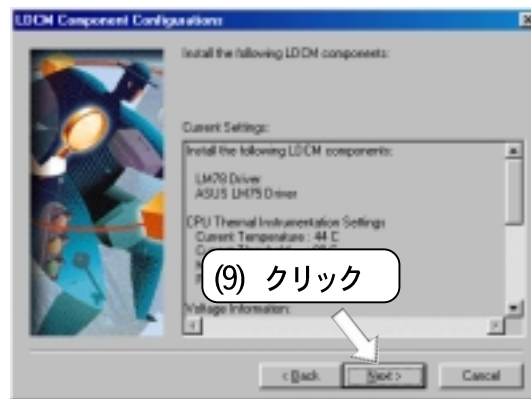 LDCM Component Configurations
Install the following LDCM components:
Current Settings:
Install the following LDCM components:
LM78 Driver
ASUS LM75 Driver
CPU Thermal Instrumentation Settings
Current Temperature : 44 C
(9) クリック
Voltage Information:
< Back
Next >
Cancel